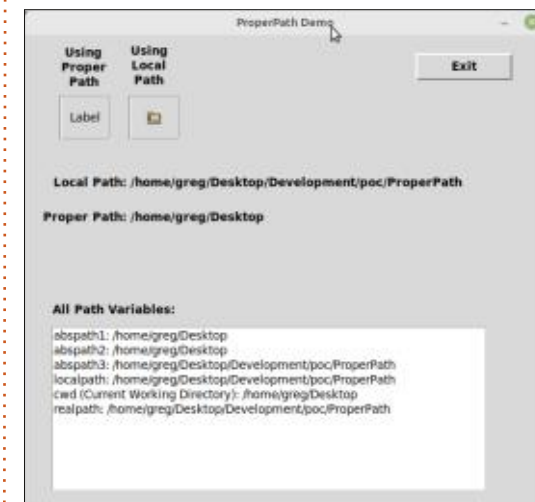 ProperPath Demo
Using Proper Path
Using Local Path
Exit
Label
Local Path: /home/greg/Desktop/Development/poc/ProperPath
Proper Path: /home/greg/Desktop
All Path Variables:
abspath1: /home/greg/Desktop
abspath2: /home/greg/Desktop
abspath3: /home/greg/Desktop/Development/poc/ProperPath
localpath: /home/greg/Desktop/Development/poc/ProperPath
cwd (Current Working Directory): /home/greg/Desktop
realpath: /home/greg/Desktop/Development/poc/ProperPath